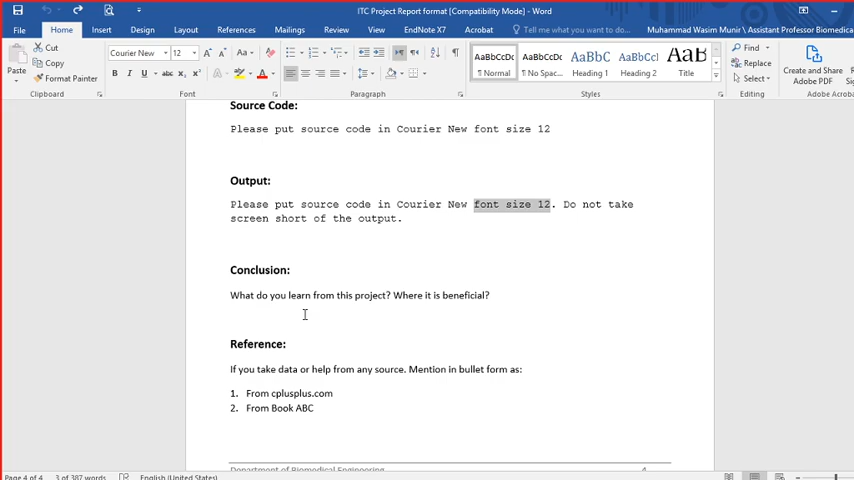 ITC Project Report format [Compatibility Mode] - Word
File Home Insert Design Layout References Mailings Review View EndNote X7 Acrobat Tell me what you want to do... Muhammad Wasim Munir \ Assistant Professor Biomedica
Paste Cut Copy Format Painter
Courier New 12
Clipboard Font Paragraph Styles Editing Adobe Acroba
AaBbCcDc AaBbCcDc AaBbC AaBbCcI AaB
¶ Normal ¶ No Spac... Heading 1 Heading 2 Title
Find Replace Select
Create and Share Adobe PDF
Source Code:
Please put source code in Courier New font size 12
Output:
Please put source code in Courier New font size 12. Do not take
screen short of the output.
Conclusion:
What do you learn from this project? Where it is beneficial?
Reference:
If you take data or help from any source. Mention in bullet form as:
1. From cplusplus.com
2. From Book ABC
Department of Biomedical Engineering 4
Page 4 of 4 3 of 387 words English (United States)